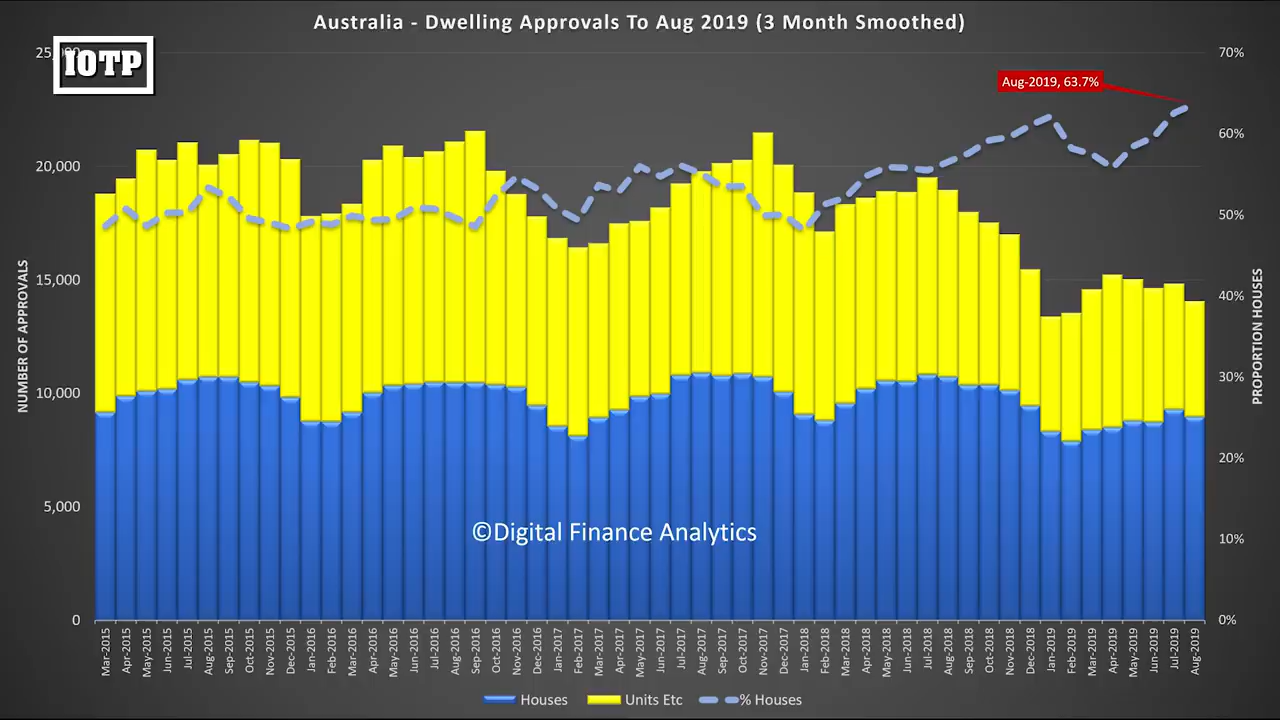 Australia - Dwelling Approvals To Aug 2019 (3 Month Smoothed)
IOTP
25,000
20,000
15,000
10,000
5,000
0
NUMBER OF APPROVALS
70%
60%
50%
40%
30%
20%
10%
0%
PROPORTION HOUSES
Aug-2019, 63.7%
©Digital Finance Analytics
Mar-2015
Apr-2015
May-2015
Jun-2015
Jul-2015
Aug-2015
Sep-2015
Oct-2015
Nov-2015
Dec-2015
Jan-2016
Feb-2016
Mar-2016
Apr-2016
May-2016
Jun-2016
Jul-2016
Aug-2016
Sep-2016
Oct-2016
Nov-2016
Dec-2016
Jan-2017
Feb-2017
Mar-2017
Apr-2017
May-2017
Jun-2017
Jul-2017
Aug-2017
Sep-2017
Oct-2017
Nov-2017
Dec-2017
Jan-2018
Feb-2018
Mar-2018
Apr-2018
May-2018
Jun-2018
Jul-2018
Aug-2018
Sep-2018
Oct-2018
Nov-2018
Dec-2018
Jan-2019
Feb-2019
Mar-2019
Apr-2019
May-2019
Jun-2019
Jul-2019
Aug-2019
Houses
Units Etc
% Houses